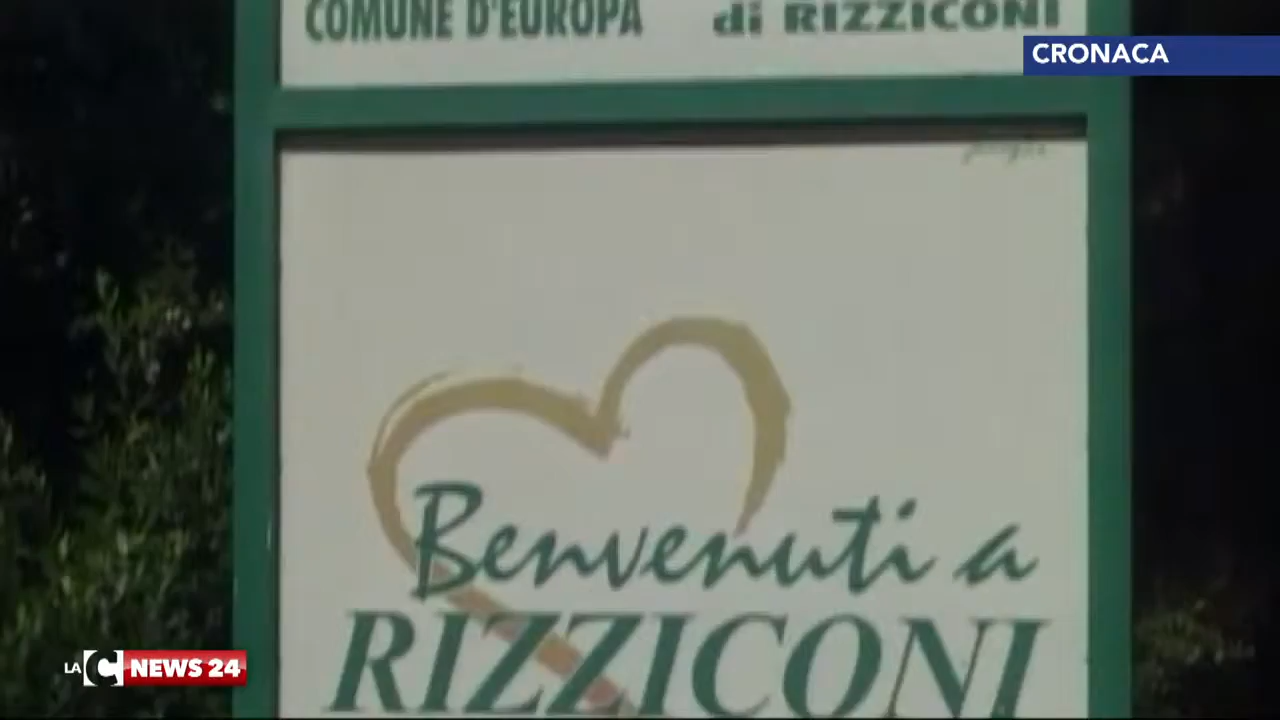 COMUNE D'EUROPA
di RIZZICONI
CRONACA
Benvenuti a
RIZZICONI
LA C NEWS 24